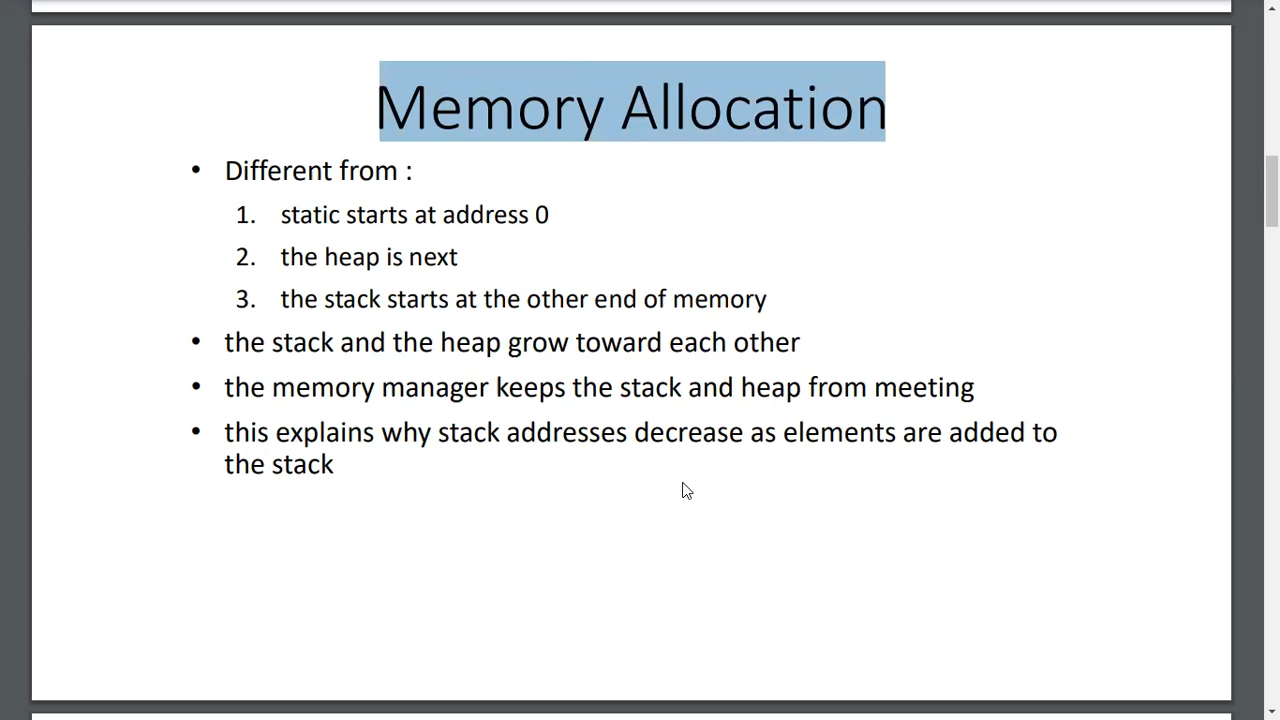 Memory Allocation
• Different from :
1. static starts at address 0
2. the heap is next
3. the stack starts at the other end of memory
• the stack and the heap grow toward each other
• the memory manager keeps the stack and heap from meeting
• this explains why stack addresses decrease as elements are added to
the stack